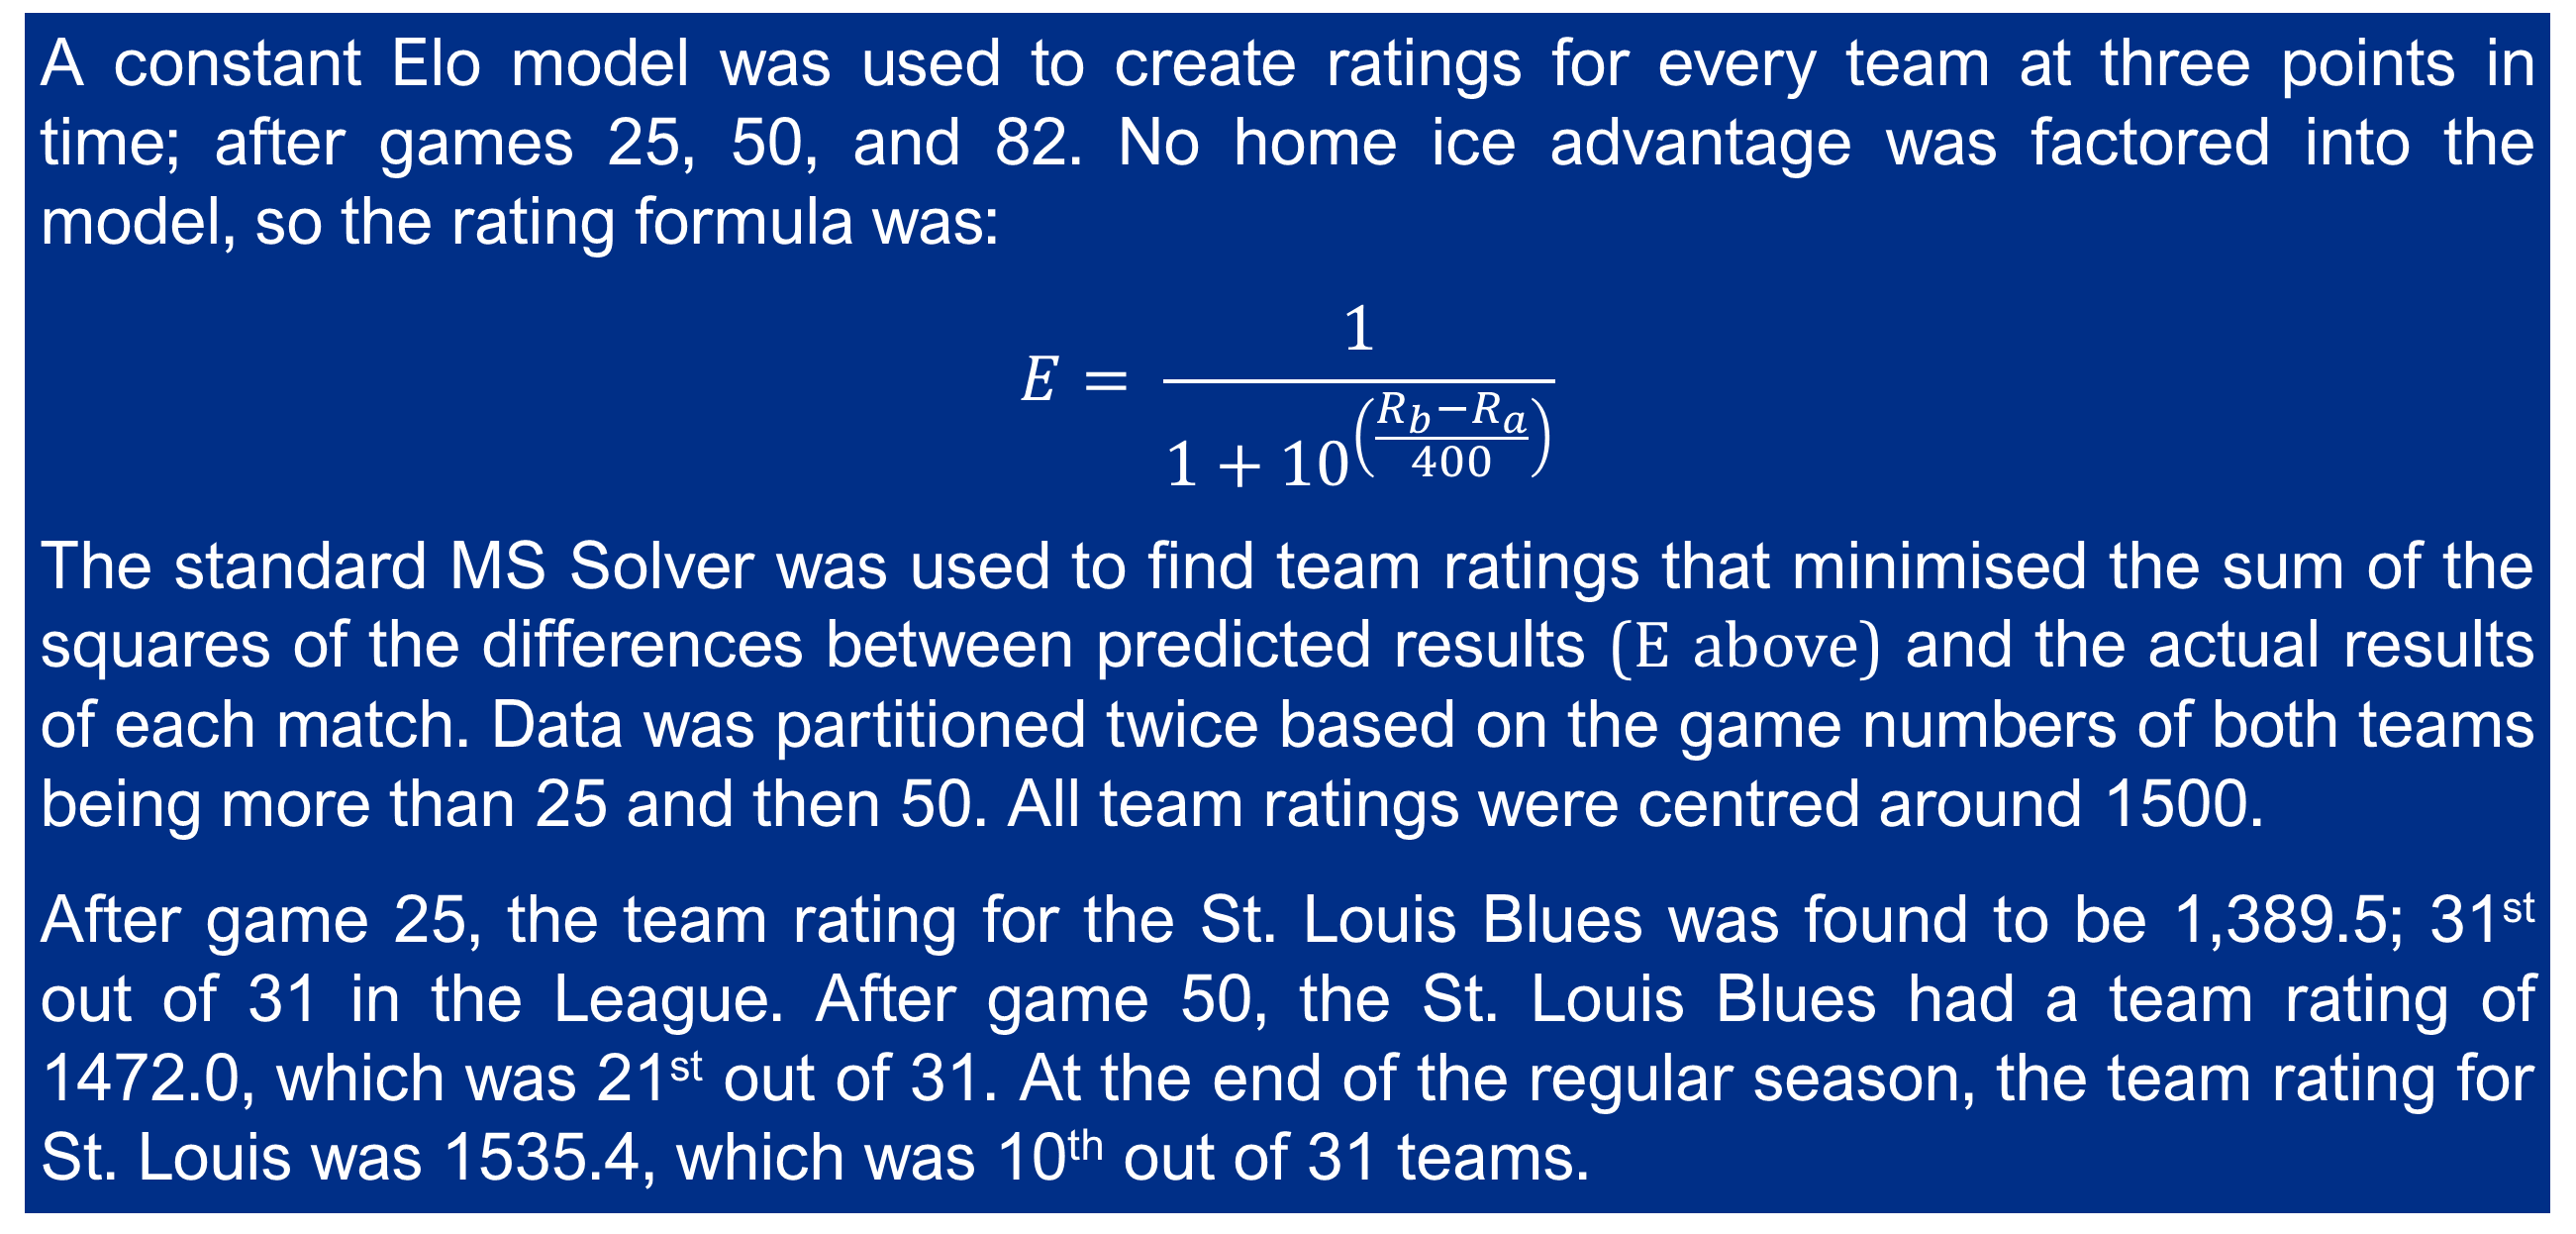 A constant Elo model was used to create ratings for every team at three points in
time; after games 25, 50, and 82. No home ice advantage was factored into the
model, so the rating formula was:
E = 1 / (1 + 10^((R_b − R_a)/400))
The standard MS Solver was used to find team ratings that minimised the sum of the
squares of the differences between predicted results (E above) and the actual results
of each match. Data was partitioned twice based on the game numbers of both teams
being more than 25 and then 50. All team ratings were centred around 1500.
After game 25, the team rating for the St. Louis Blues was found to be 1,389.5; 31st
out of 31 in the League. After game 50, the St. Louis Blues had a team rating of
1472.0, which was 21st out of 31. At the end of the regular season, the team rating for
St. Louis was 1535.4, which was 10th out of 31 teams.